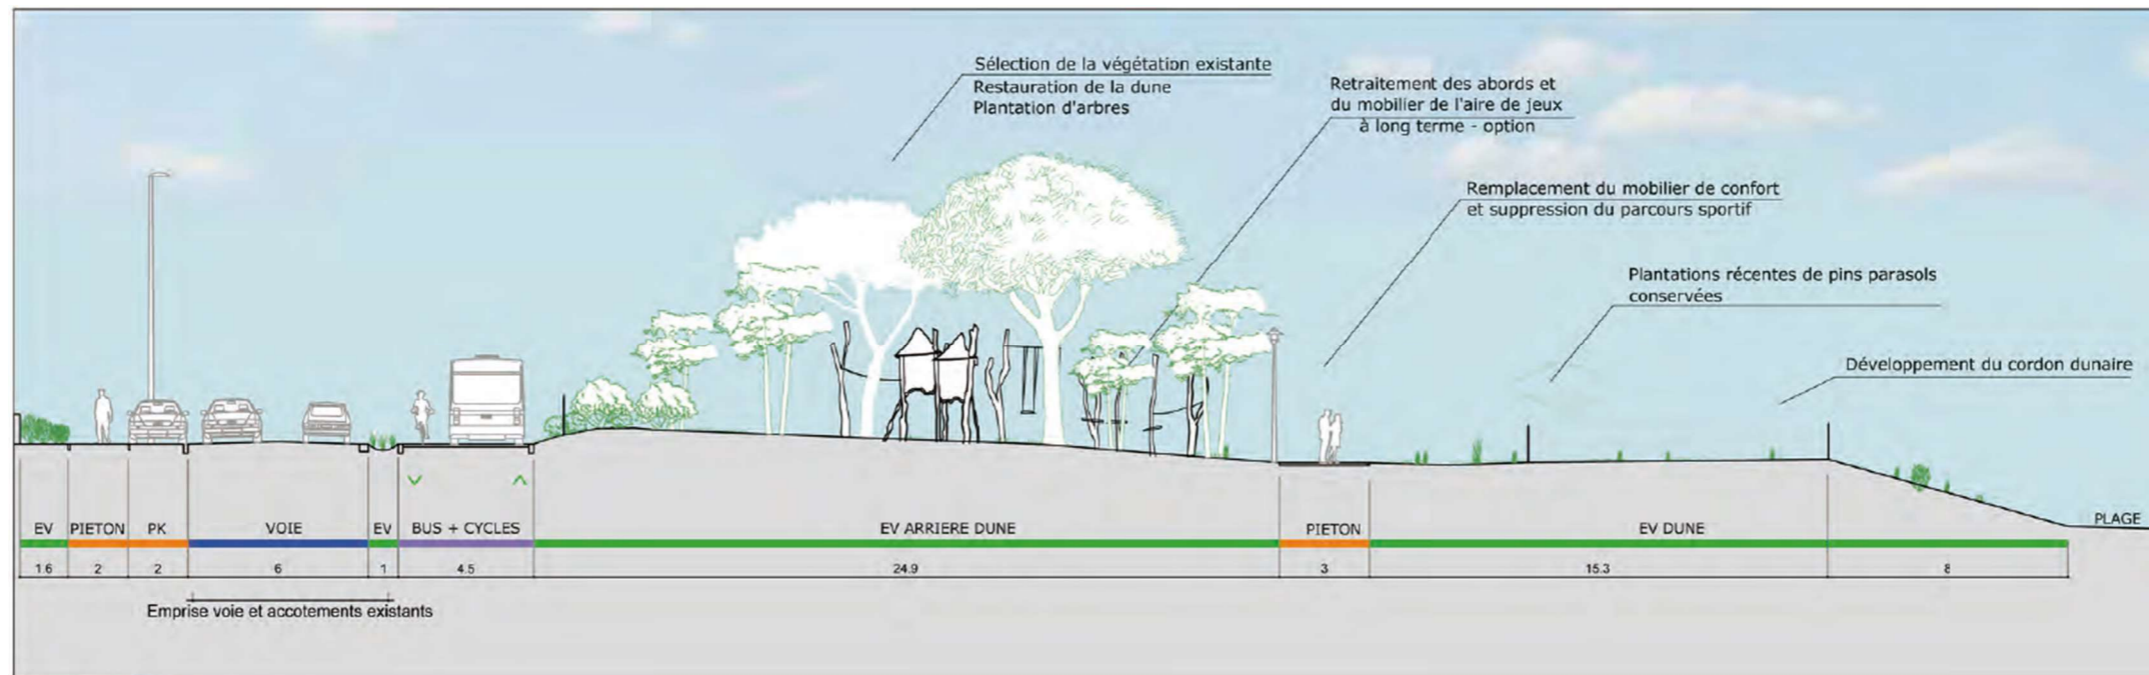 Sélection de la végétation existante
Restauration de la dune
Plantation d'arbres
Retraitement des abords et
du mobilier de l'aire de jeux
à long terme - option
Remplacement du mobilier de confort
et suppression du parcours sportif
Plantations récentes de pins parasols
conservées
Développement du cordon dunaire
EV PIETON PK VOIE EV BUS + CYCLES EV ARRIERE DUNE PIETON EV DUNE PLAGE
1.6 2 2 6 1 4.5 24.9 3 15.3 8
Emprise voie et accotements existants